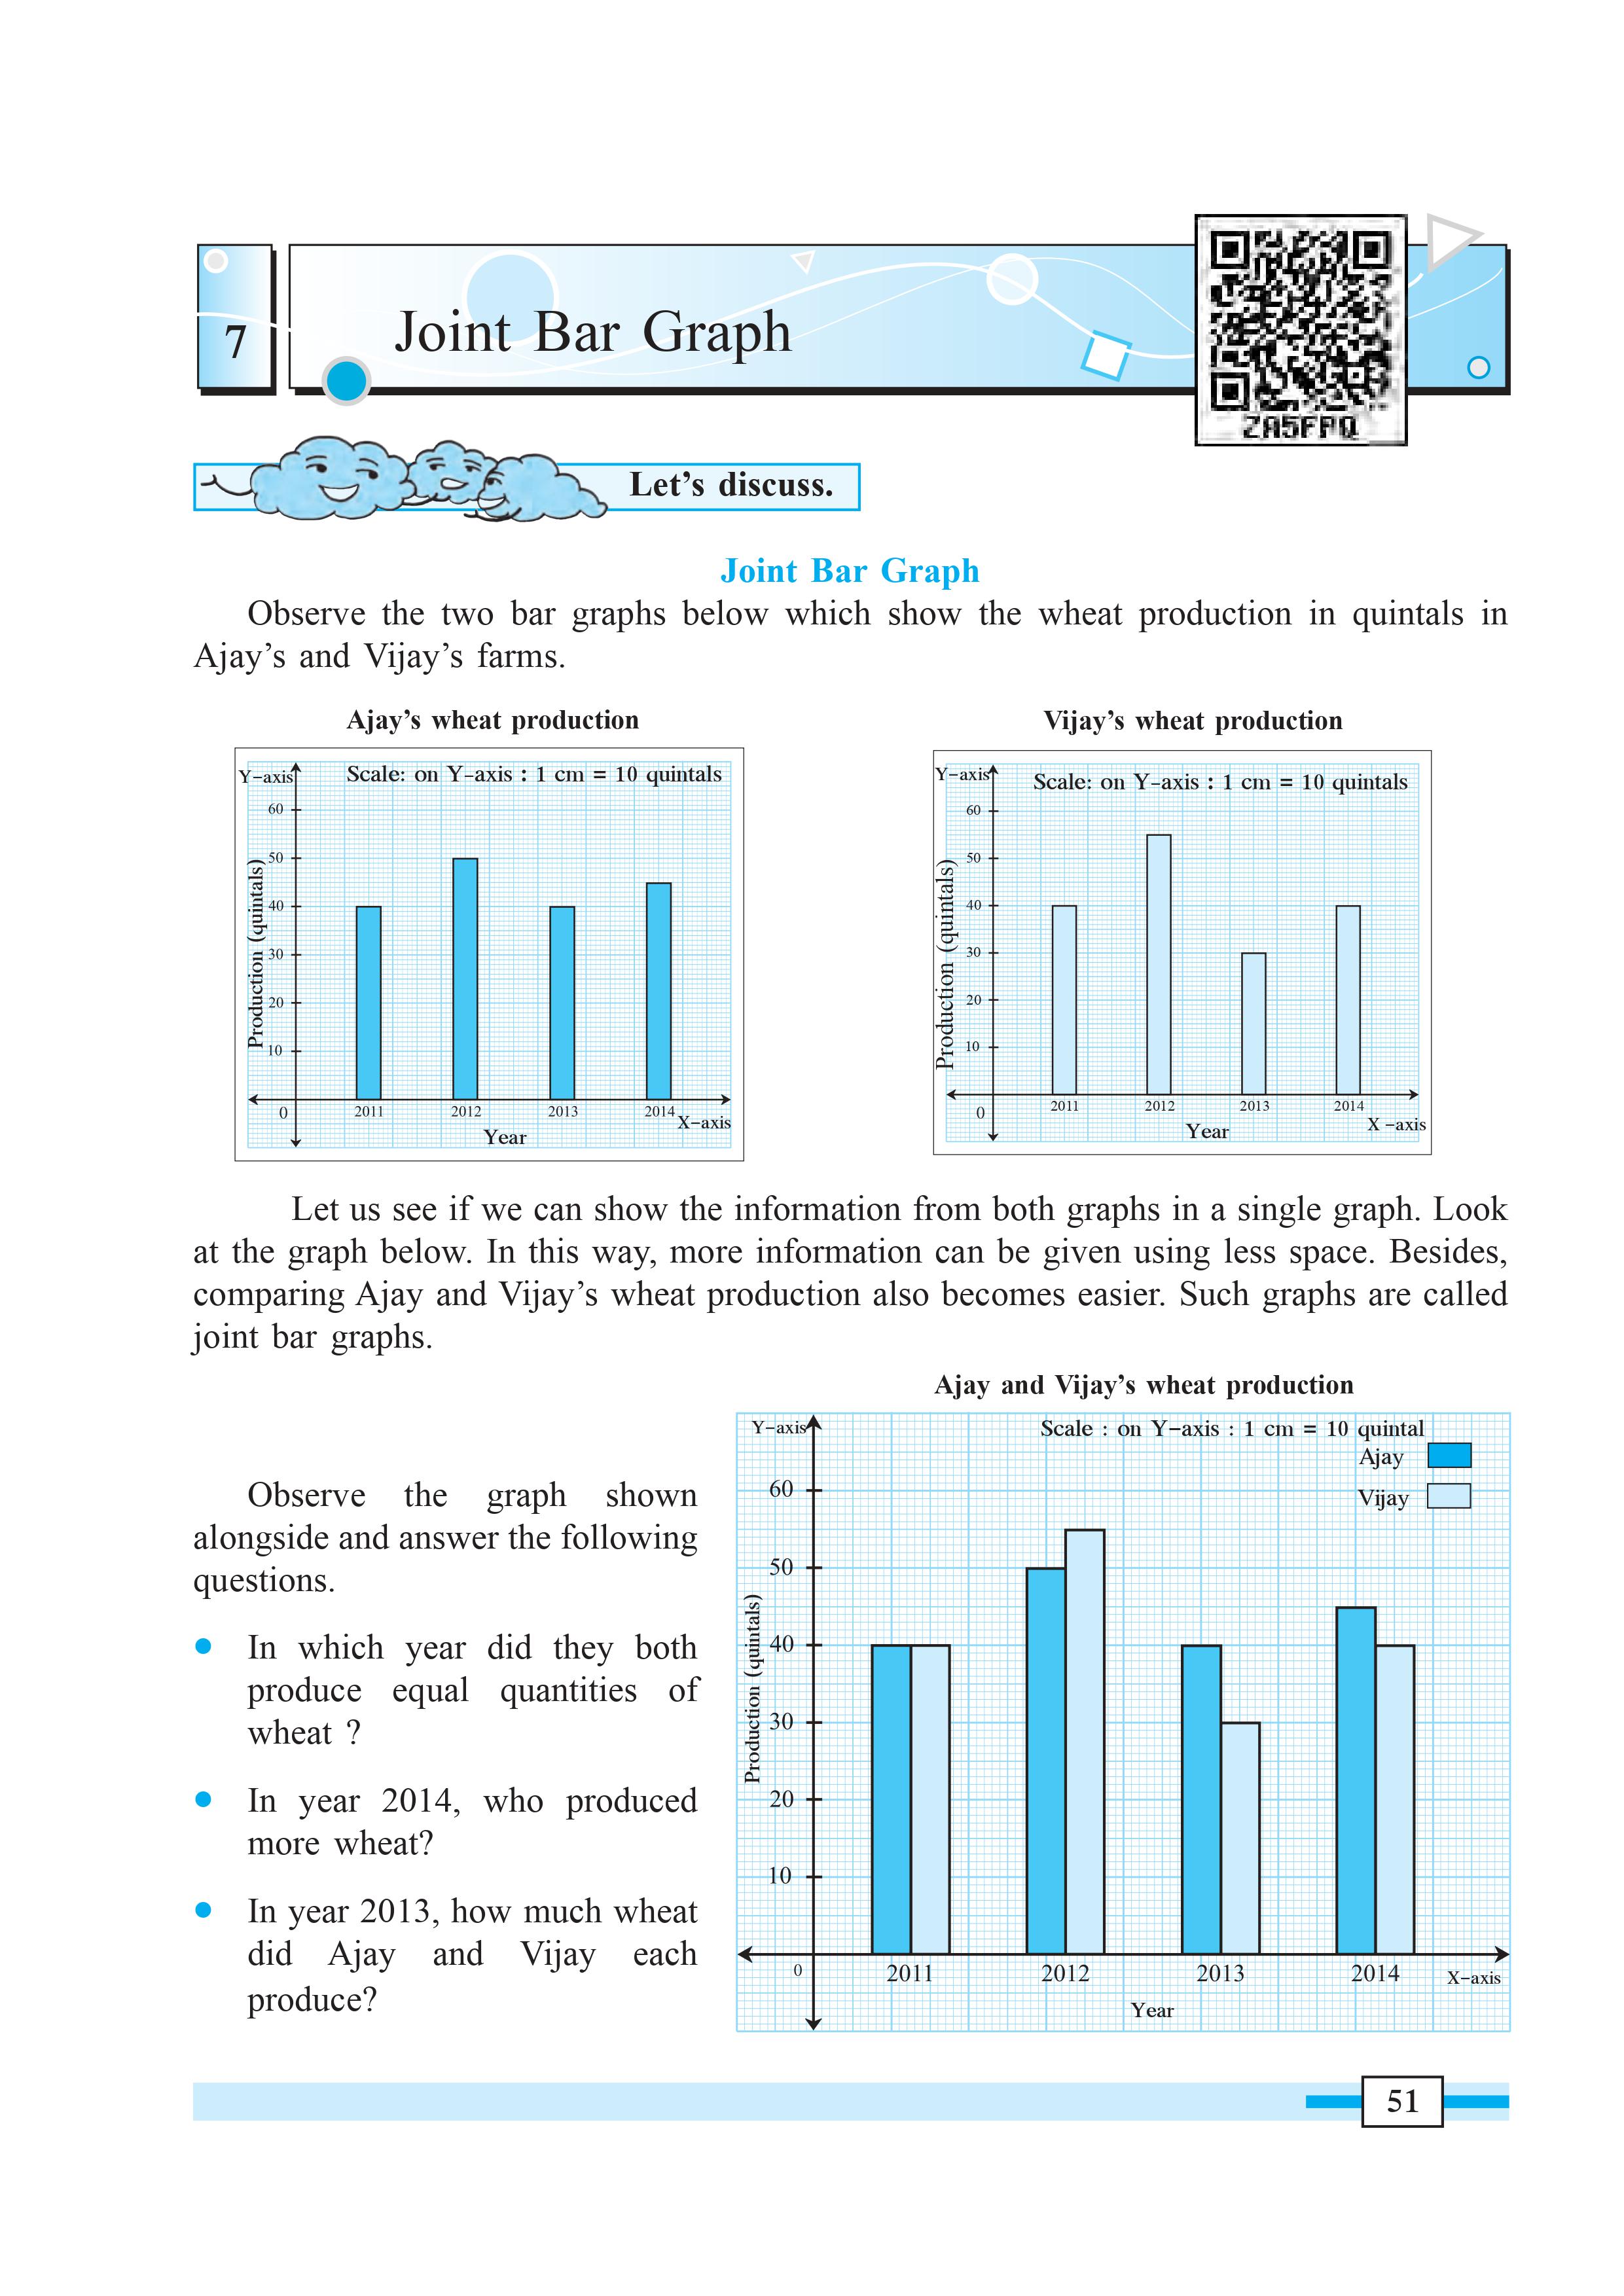 7
Joint Bar Graph
ZA5FPQ
Let’s discuss.
Joint Bar Graph
Observe the two bar graphs below which show the wheat production in quintals in
Ajay’s and Vijay’s farms.
Ajay’s wheat production
Y-axis
Scale: on Y-axis : 1 cm = 10 quintals
60
50
40
30
20
10
0
Production (quintals)
2011 2012 2013 2014
X-axis
Year
Vijay’s wheat production
Y-axis
Scale: on Y-axis : 1 cm = 10 quintals
60
50
40
30
20
10
0
Production (quintals)
2011 2012 2013 2014
X -axis
Year
Let us see if we can show the information from both graphs in a single graph. Look
at the graph below. In this way, more information can be given using less space. Besides,
comparing Ajay and Vijay’s wheat production also becomes easier. Such graphs are called
joint bar graphs.
Observe the graph shown
alongside and answer the following
questions.
• In which year did they both
produce equal quantities of
wheat ?
• In year 2014, who produced
more wheat?
• In year 2013, how much wheat
did Ajay and Vijay each
produce?
Ajay and Vijay’s wheat production
Y-axis
Scale : on Y-axis : 1 cm = 10 quintal
Ajay
Vijay
60
50
40
30
20
10
0
Production (quintals)
2011 2012 2013 2014
X-axis
Year
51